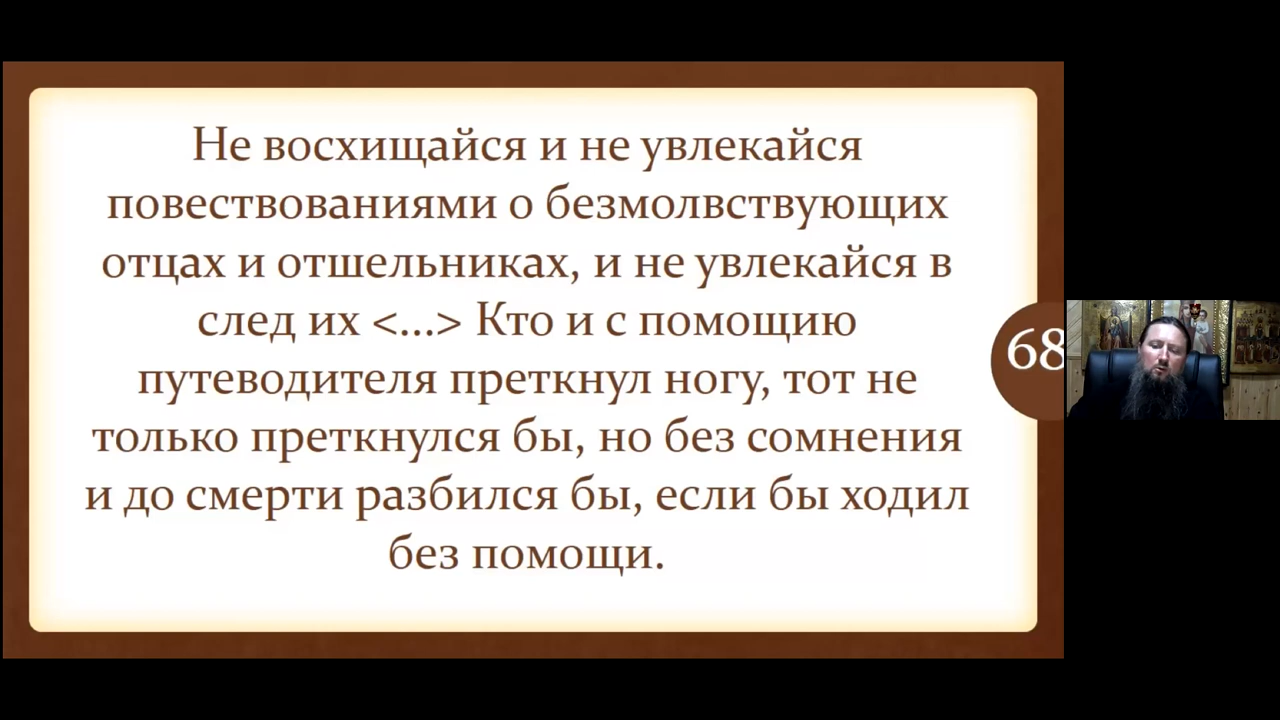 Не восхищайся и не увлекайся
повествованиями о безмолвствующих
отцах и отшельниках, и не увлекайся в
след их <...> Кто и с помощию
путеводителя преткнул ногу, тот не
только преткнулся бы, но без сомнения
и до смерти разбился бы, если бы ходил
без помощи.
68